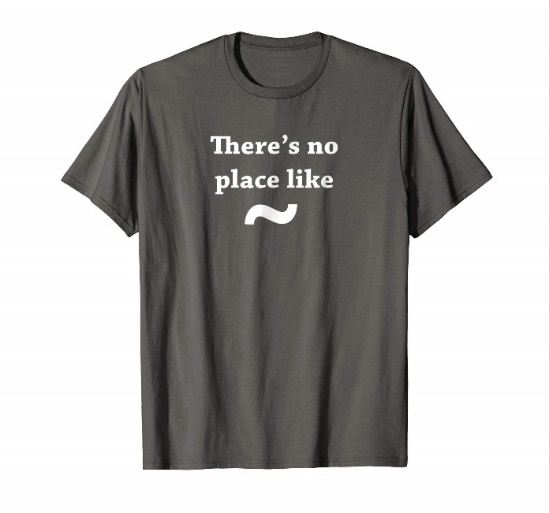 There’s no
place like
~